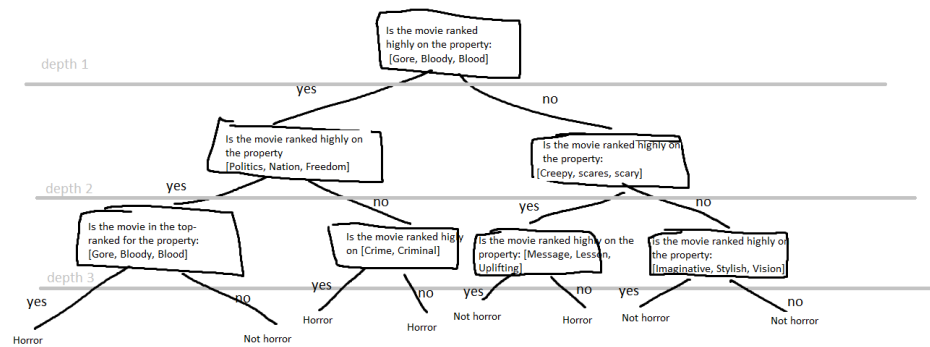 Is the movie ranked
highly on the property:
[Gore, Bloody, Blood]
depth 1
yes
no
Is the movie ranked highly on
the property
[Politics, Nation, Freedom]
Is the movie ranked highly on
the property:
[Creepy, scares, scary]
depth 2
yes
no
yes
no
Is the movie in the top-
ranked for the property:
[Gore, Bloody, Blood]
Is the movie ranked highly
on [Crime, Criminal]
Is the movie ranked highly on the
property: [Message, Lesson,
Uplifting]
Is the movie ranked highly on
the property:
[Imaginative, Stylish, Vision]
depth 3
yes
no
yes
no
yes
no
yes
no
Horror
Not horror
Horror
Horror
Not horror
Horror
Not horror
Not horror